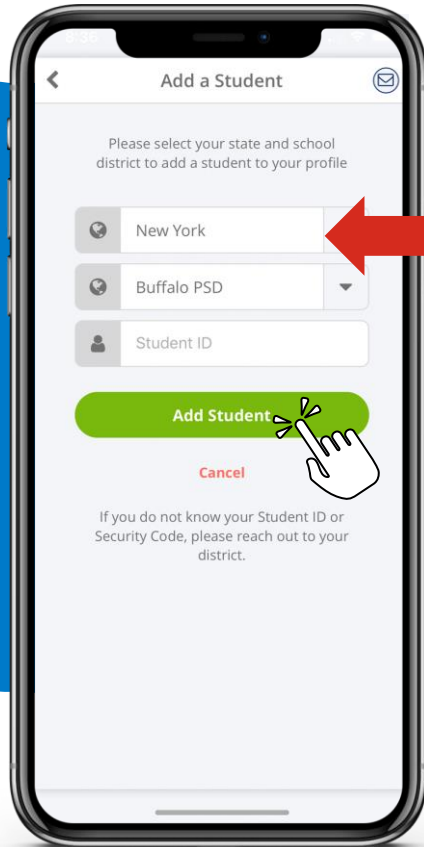 Add a Student
Please select your state and school
district to add a student to your profile
New York
Buffalo PSD
Student ID
Add Student
Cancel
If you do not know your Student ID or
Security Code, please reach out to your
district.